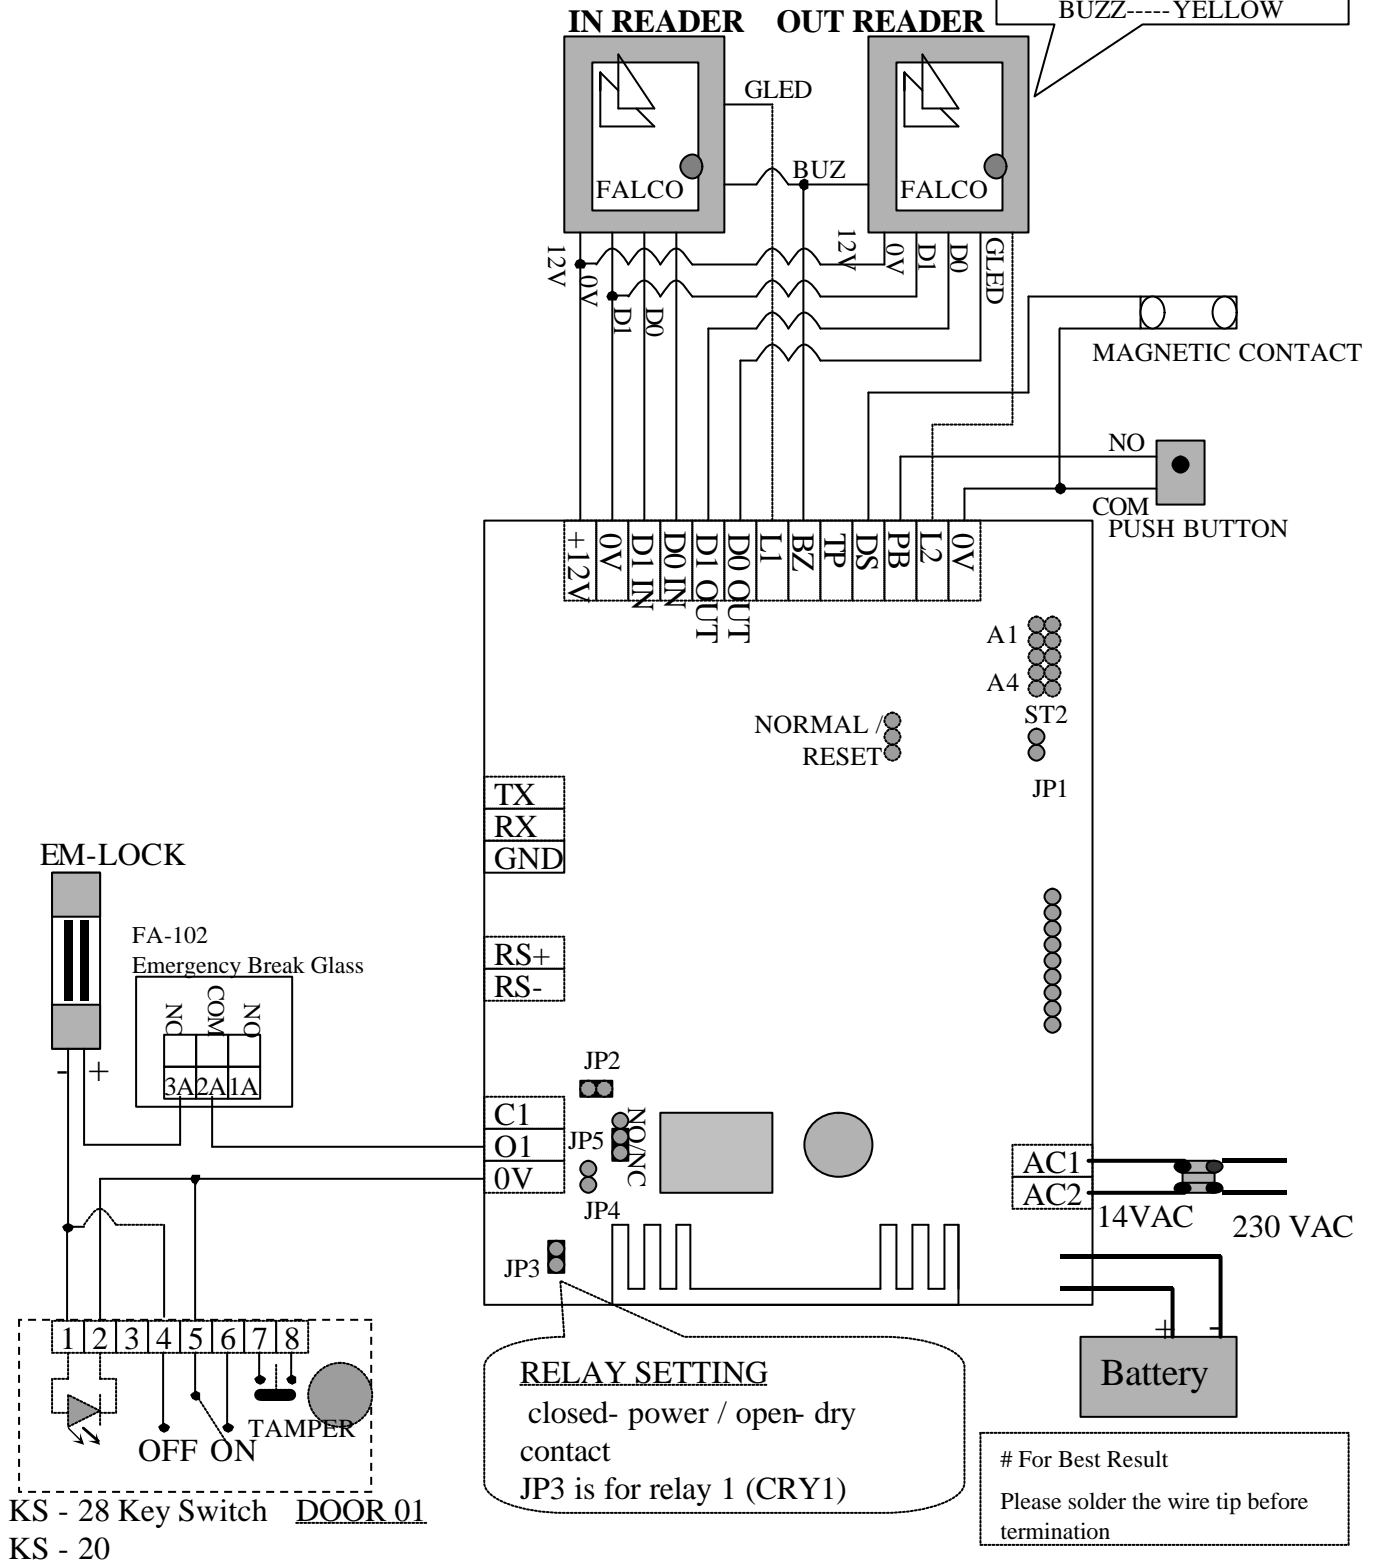 BUZZ-----YELLOW
IN READER
OUT READER
GLED
BUZ
FALCO
FALCO
12V
0V
D1
D0
12V
0V
D1
D0
GLED
MAGNETIC CONTACT
NO
COM
PUSH BUTTON
+12V
0V
D1 IN
D0 IN
D1 OUT
D0 OUT
L1
BZ
TP
DS
PB
L2
0V
A1
A4
ST2
NORMAL /
RESET
JP1
TX
RX
GND
EM-LOCK
FA-102
Emergency Break Glass
NC
COM
NO
3A
2A
1A
- +
RS+
RS-
JP2
C1
O1
0V
JP5
NO/NC
JP4
JP3
AC1
AC2
14VAC
230 VAC
+ -
Battery
1 2 3 4 5 6 7 8
OFF ON
TAMPER
RELAY SETTING
closed- power / open- dry
contact
JP3 is for relay 1 (CRY1)
# For Best Result
Please solder the wire tip before
termination
KS - 28 Key Switch DOOR 01
KS - 20